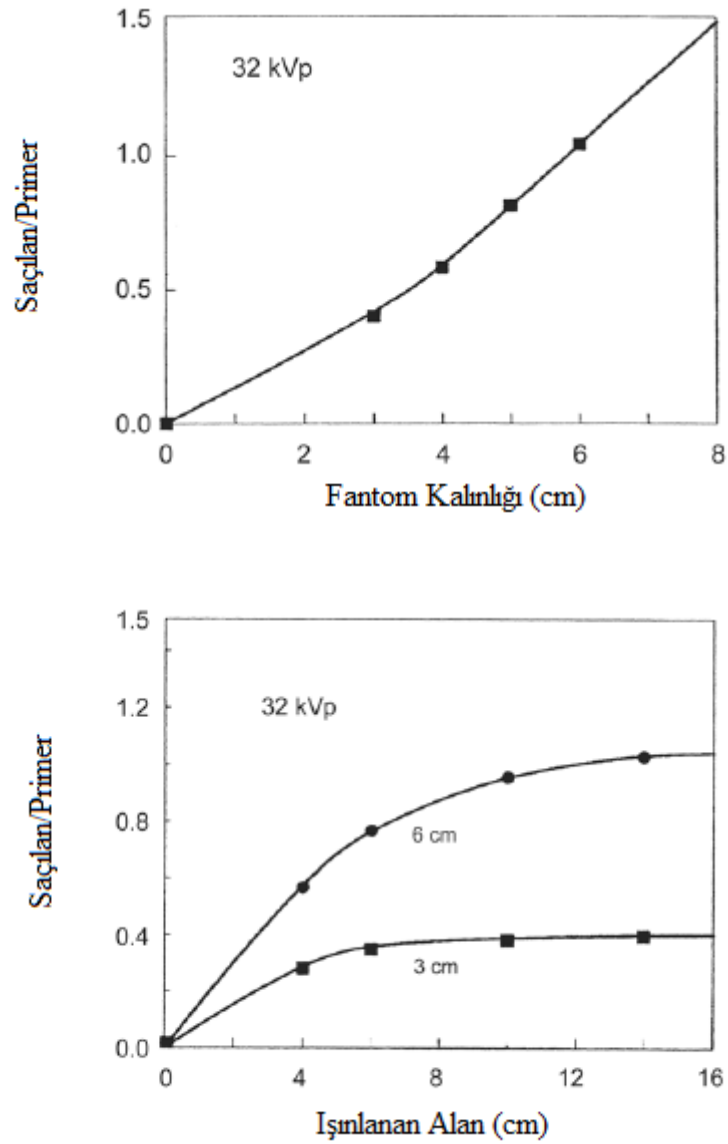 1.5
32 kVp
1.0
Saçılan/Primer
0.5
0.0
0 2 4 6 8
Fantom Kalınlığı (cm)
1.5
1.2
32 kVp
Saçılan/Primer
0.8
6 cm
0.4
3 cm
0.0
0 4 8 12 16
Işınlanan Alan (cm)